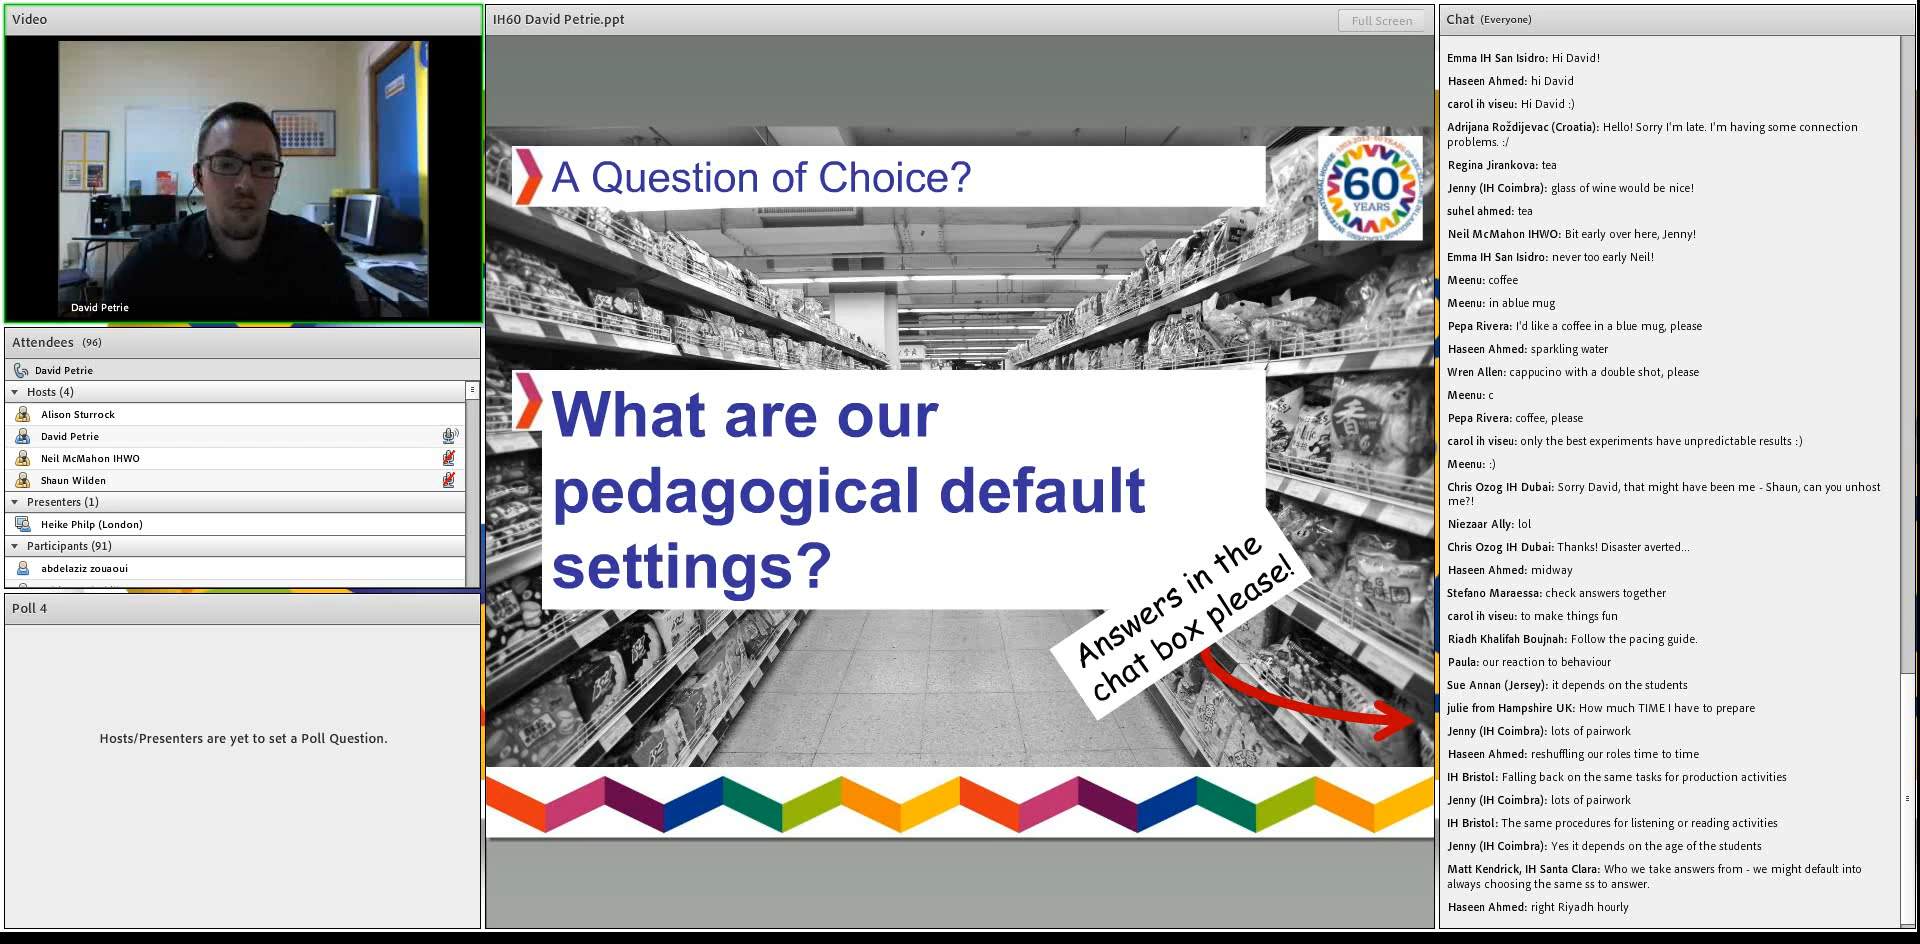 Video
David Petrie
Attendees (96)
David Petrie
Hosts (4)
Alison Sturrock
David Petrie
Neil McMahon IHWO
Shaun Wilden
Presenters (1)
Heike Philp (London)
Participants (91)
abdelaziz zouaoui
Poll 4
Hosts/Presenters are yet to set a Poll Question.
IH60 David Petrie.ppt
Full Screen
A Question of Choice?
60
YEARS
What are our
pedagogical default
settings?
Answers in the
chat box please!
Chat (Everyone)
Emma IH San Isidro: Hi David!
Haseen Ahmed: hi David
carol ih viseu: Hi David :)
Adrijana Roždijevac (Croatia): Hello! Sorry I'm late. I'm having some connection
problems. :/
Regina Jirankova: tea
Jenny (IH Coimbra): glass of wine would be nice!
suhel ahmed: tea
Neil McMahon IHWO: Bit early over here, Jenny!
Emma IH San Isidro: never too early Neil!
Meenu: coffee
Meenu: in ablue mug
Pepa Rivera: I'd like a coffee in a blue mug, please
Haseen Ahmed: sparkling water
Wren Allen: cappucino with a double shot, please
Meenu: c
Pepa Rivera: coffee, please
carol ih viseu: only the best experiments have unpredictable results :)
Meenu: :)
Chris Ozog IH Dubai: Sorry David, that might have been me - Shaun, can you unhost
me?!
Niezaar Ally: lol
Chris Ozog IH Dubai: Thanks! Disaster averted...
Haseen Ahmed: midway
Stefano Maraessa: check answers together
carol ih viseu: to make things fun
Riadh Khalifah Boujnah: Follow the pacing guide.
Paula: our reaction to behaviour
Sue Annan (Jersey): it depends on the students
julie from Hampshire UK: How much TIME I have to prepare
Jenny (IH Coimbra): lots of pairwork
Haseen Ahmed: reshuffling our roles time to time
IH Bristol: Falling back on the same tasks for production activities
Jenny (IH Coimbra): lots of pairwork
IH Bristol: The same procedures for listening or reading activities
Jenny (IH Coimbra): Yes it depends on the age of the students
Matt Kendrick, IH Santa Clara: Who we take answers from - we might default into
always choosing the same ss to answer.
Haseen Ahmed: right Riyadh hourly